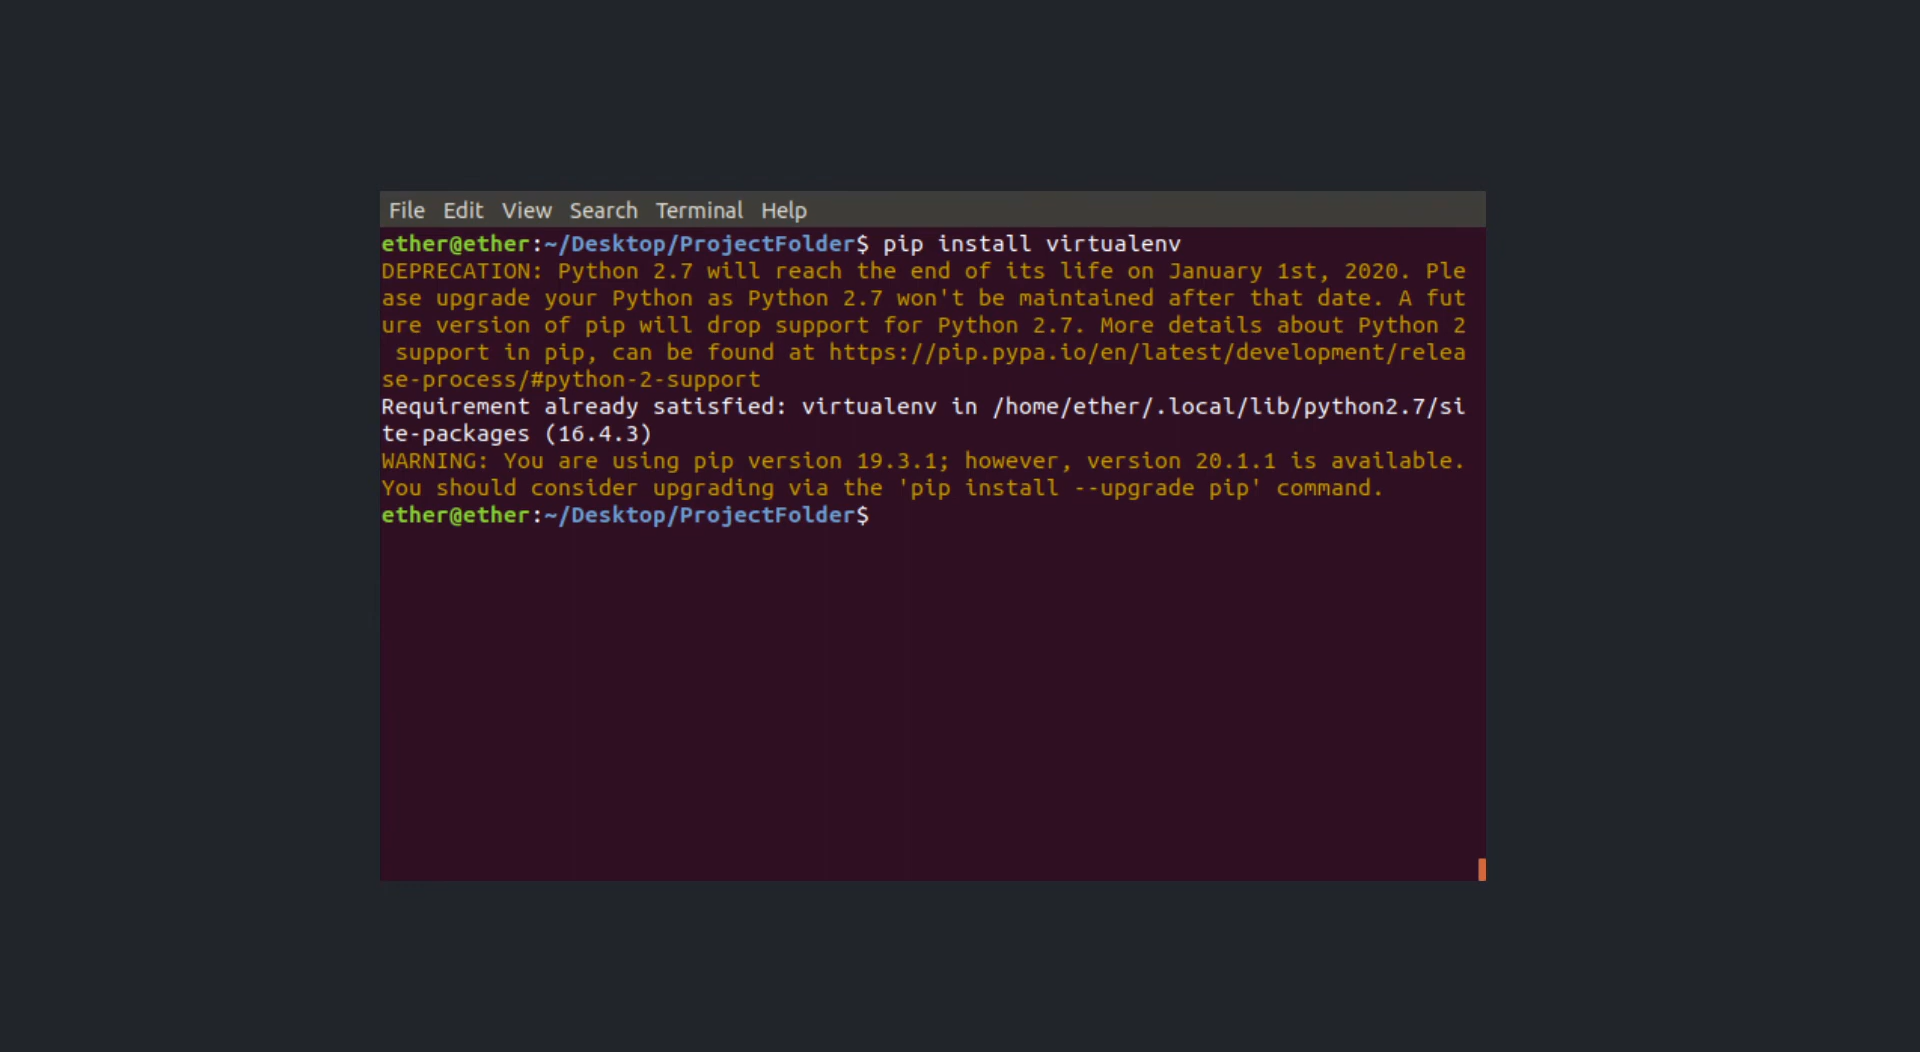 File Edit View Search Terminal Help
ether@ether:~/Desktop/ProjectFolder$ pip install virtualenv
DEPRECATION: Python 2.7 will reach the end of its life on January 1st, 2020. Ple
ase upgrade your Python as Python 2.7 won't be maintained after that date. A fut
ure version of pip will drop support for Python 2.7. More details about Python 2
 support in pip, can be found at https://pip.pypa.io/en/latest/development/relea
se-process/#python-2-support
Requirement already satisfied: virtualenv in /home/ether/.local/lib/python2.7/si
te-packages (16.4.3)
WARNING: You are using pip version 19.3.1; however, version 20.1.1 is available.
You should consider upgrading via the 'pip install --upgrade pip' command.
ether@ether:~/Desktop/ProjectFolder$